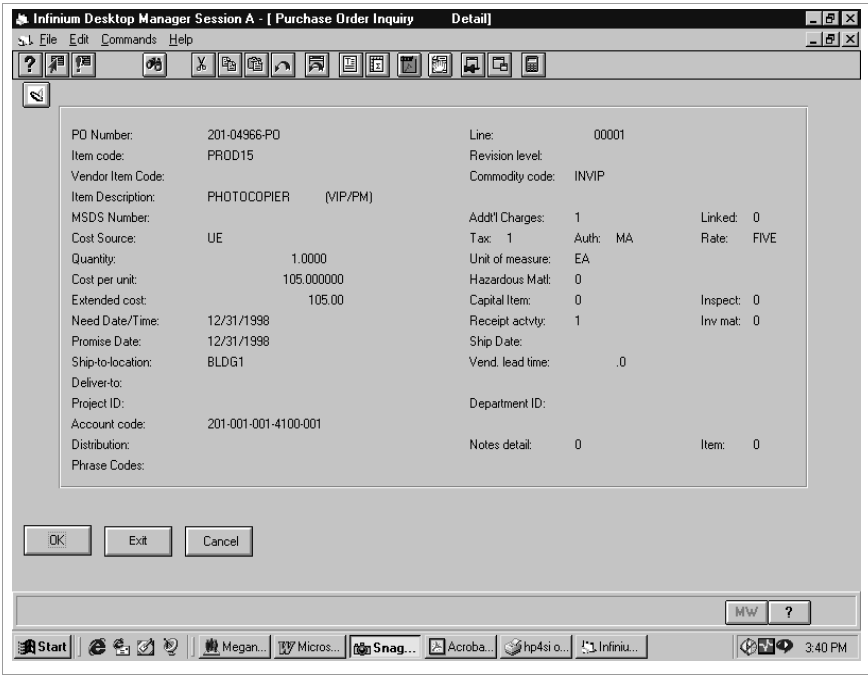 Infinium Desktop Manager Session A - [ Purchase Order Inquiry Detail]
File Edit Commands Help
PO Number: 201-04966-PO Line: 00001
Item code: PROD15 Revision level:
Vendor Item Code: Commodity code: INVIP
Item Description: PHOTOCOPIER (VIP/PM)
MSDS Number: Addt'l Charges: 1 Linked: 0
Cost Source: UE Tax: 1 Auth: MA Rate: FIVE
Quantity: 1.0000 Unit of measure: EA
Cost per unit: 105.000000 Hazardous Matl: 0
Extended cost: 105.00 Capital Item: 0 Inspect: 0
Need Date/Time: 12/31/1998 Receipt actvty: 1 Inv mat: 0
Promise Date: 12/31/1998 Ship Date:
Ship-to-location: BLDG1 Vend. lead time: .0
Deliver-to:
Project ID: Department ID:
Account code: 201-001-001-4100-001
Distribution: Notes detail: 0 Item: 0
Phrase Codes:
OK Exit Cancel
MW ?
Start Megan... Micros... Snag... Acroba... hp4si o... Infiniu... 3:40 PM